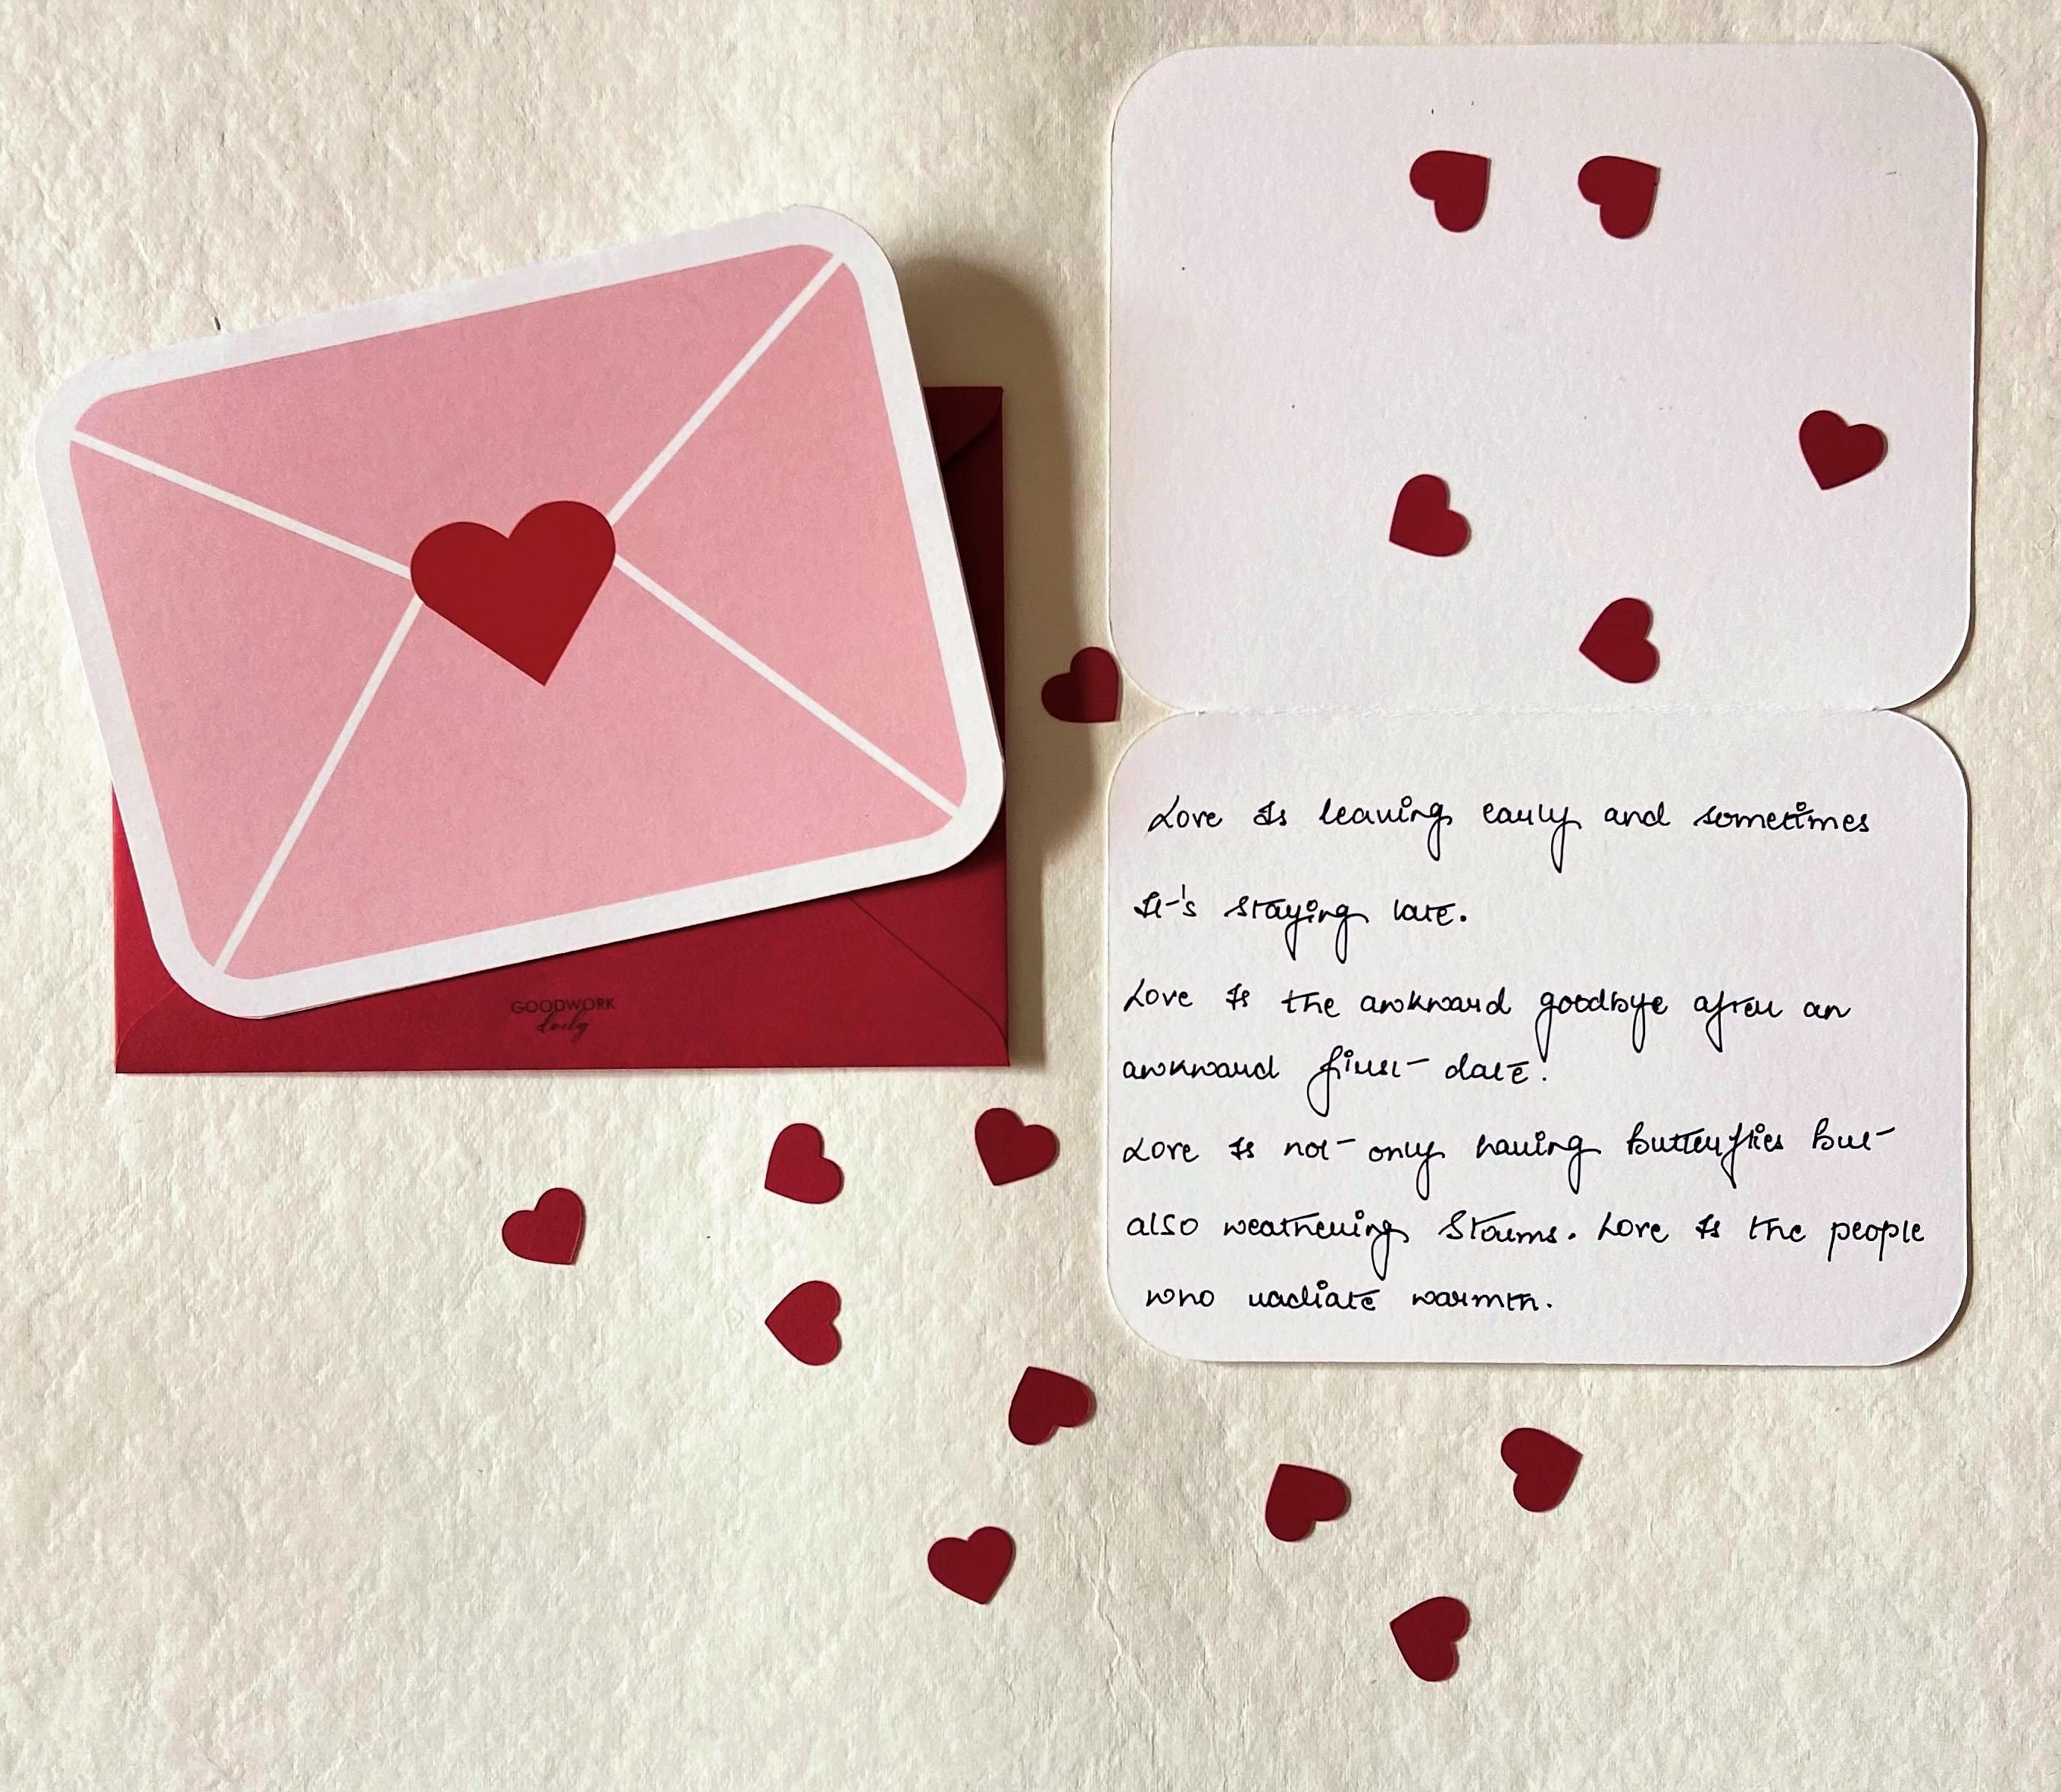 GOODWORK
daily
Love Is leaving early and sometimes
It's staying late.
Love Is the awkward goodbye after an
awkward first date!
Love Is not only having butterflies but
also weathering Storms. Love Is the people
who radiate warmth.